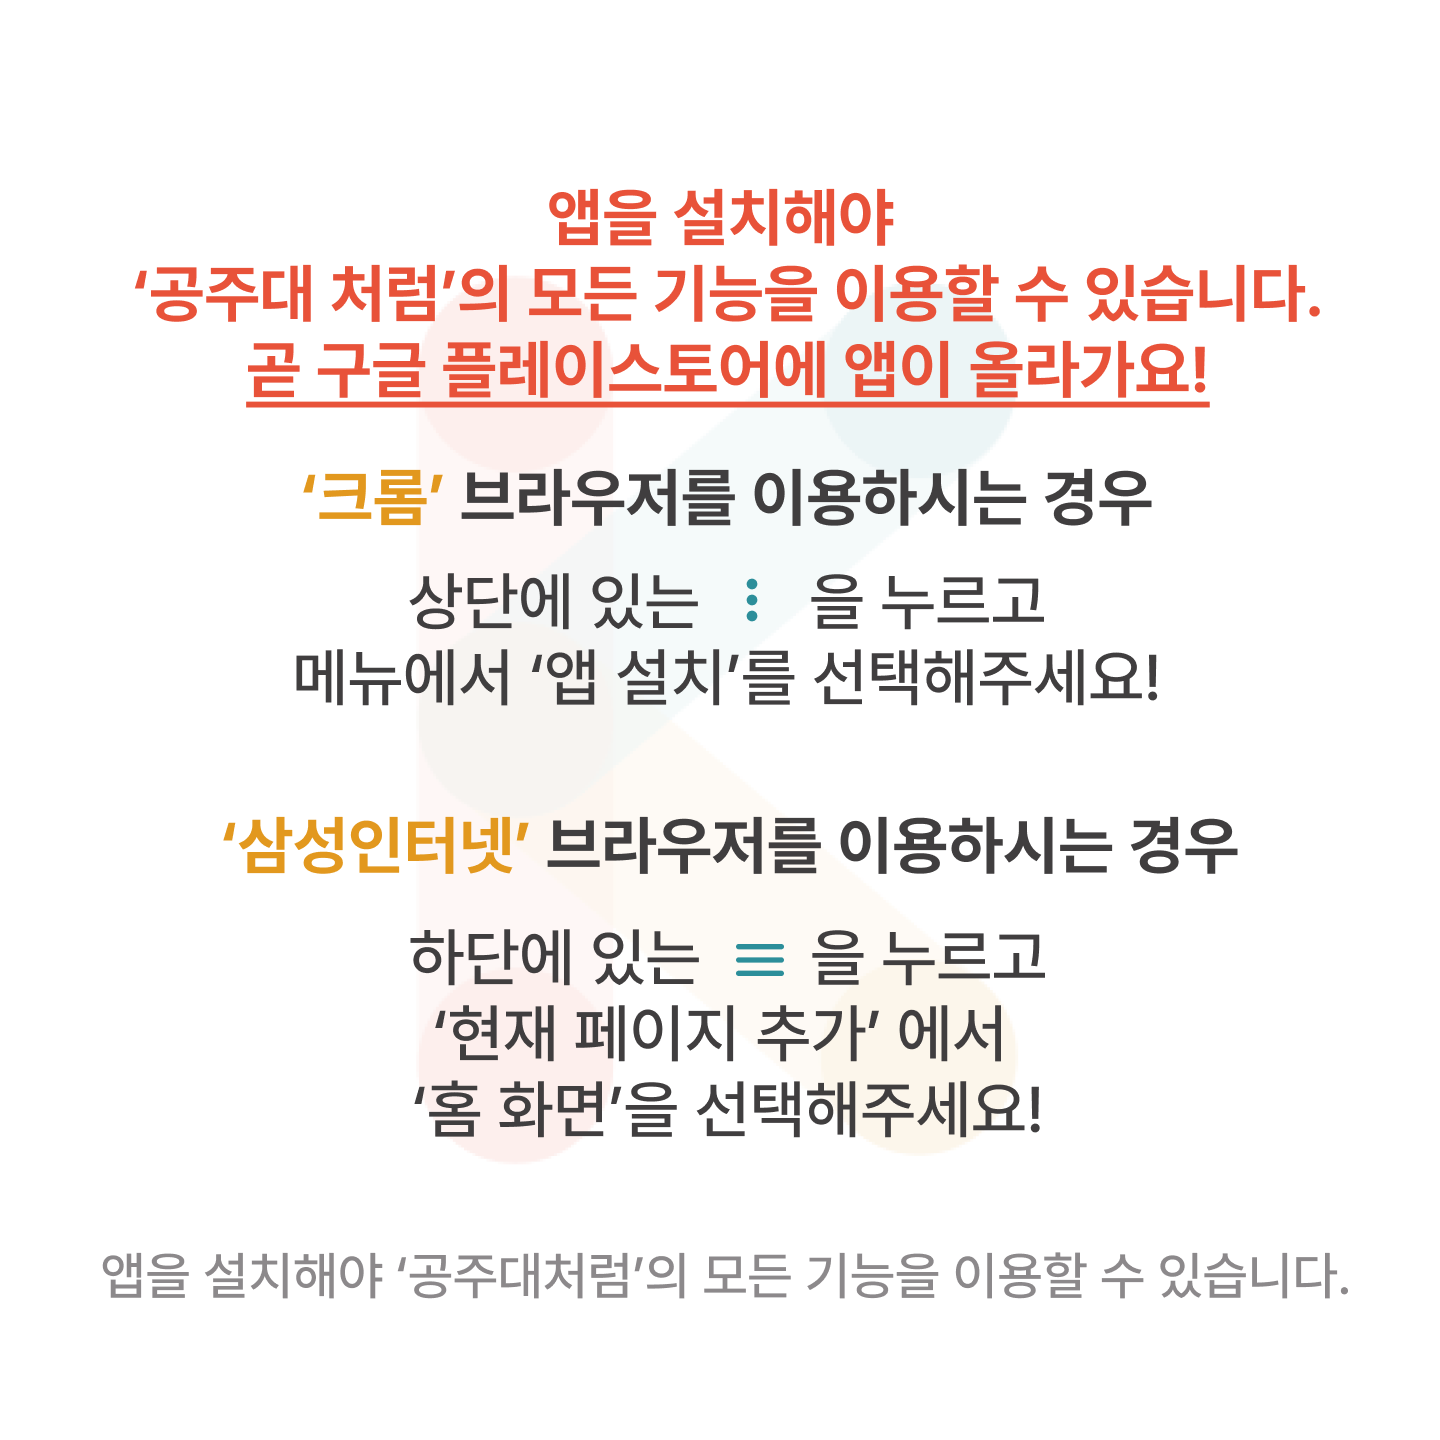 앱을 설치해야
‘공주대 처럼’의 모든 기능을 이용할 수 있습니다.
곧 구글 플레이스토어에 앱이 올라가요!
‘크롬’ 브라우저를 이용하시는 경우
상단에 있는 ⋮ 을 누르고
메뉴에서 ‘앱 설치’를 선택해주세요!
‘삼성인터넷’ 브라우저를 이용하시는 경우
하단에 있는 ≡ 을 누르고
‘현재 페이지 추가’ 에서
‘홈 화면’을 선택해주세요!
앱을 설치해야 ‘공주대처럼’의 모든 기능을 이용할 수 있습니다.